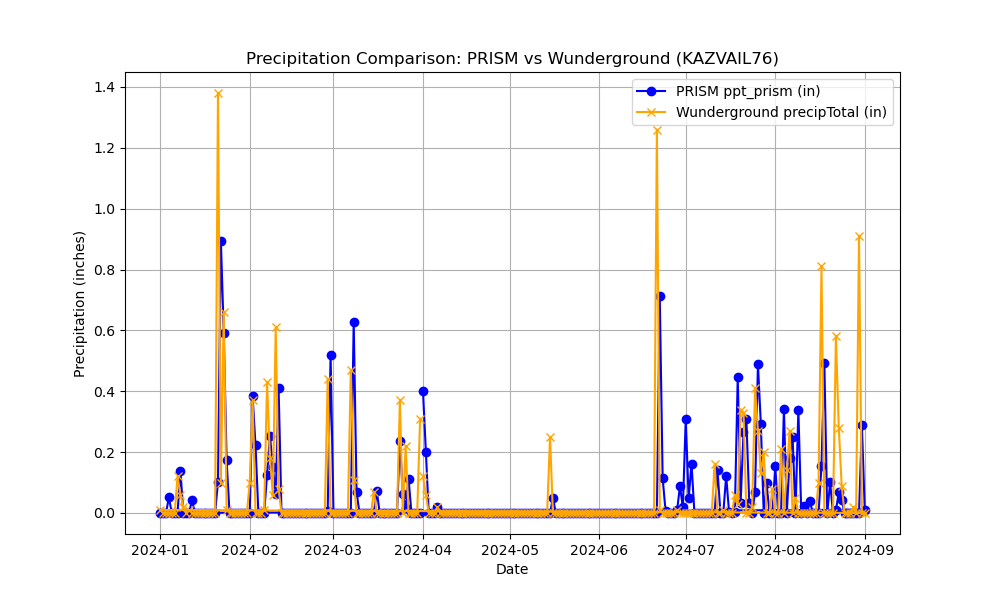 Precipitation Comparison: PRISM vs Wunderground (KAZVAIL76)
PRISM ppt_prism (in)
Wunderground precipTotal (in)
Precipitation (inches)
1.4
1.2
1.0
0.8
0.6
0.4
0.2
0.0
2024-01 2024-02 2024-03 2024-04 2024-05 2024-06 2024-07 2024-08 2024-09
Date